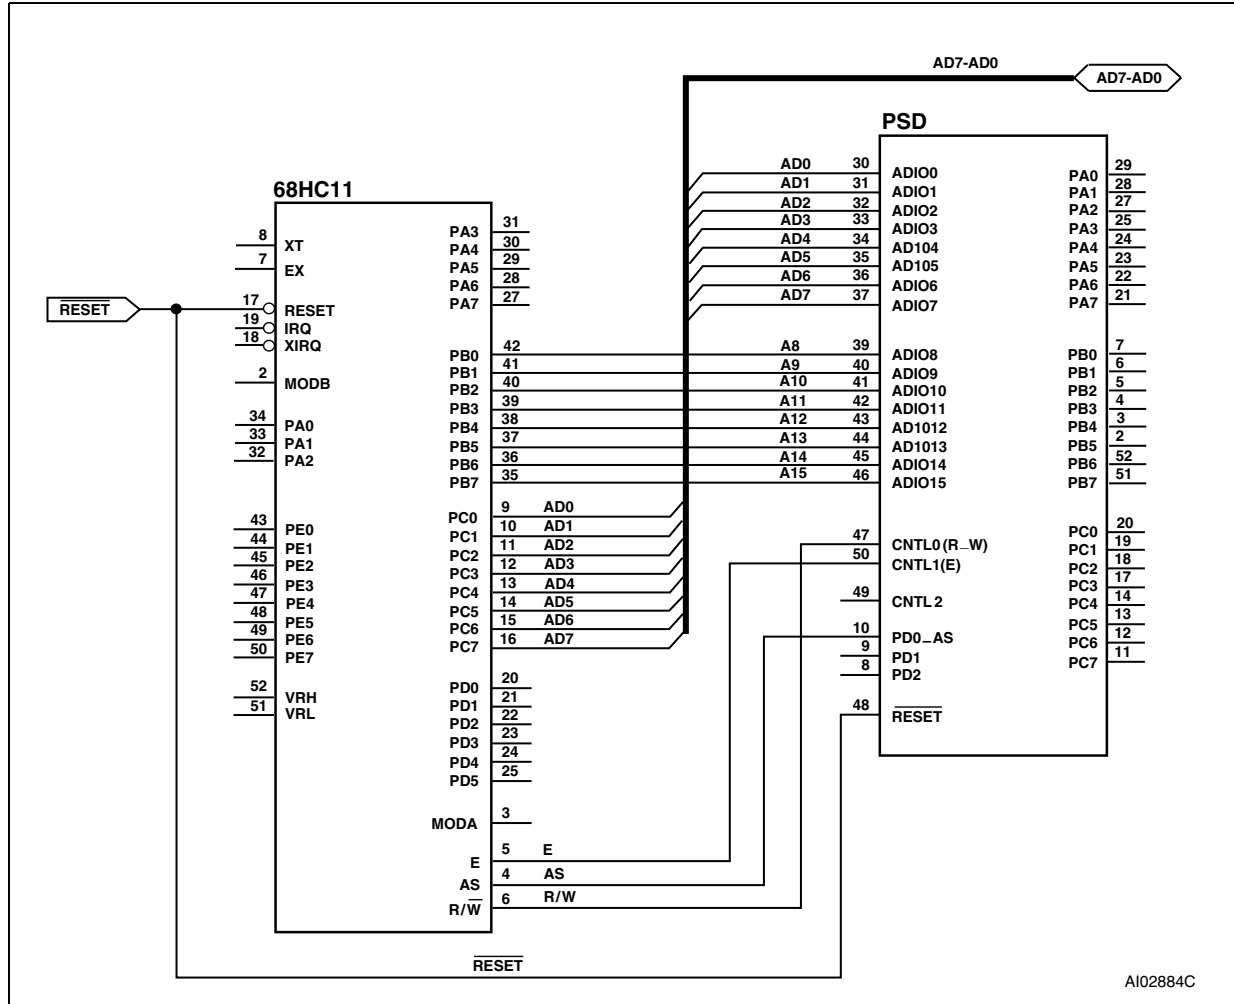 AD7-AD0
AD7-AD0
PSD
68HC11
RESET
8 XT
7 EX
17 RESET
19 IRQ
18 XIRQ
2 MODB
34 PA0
33 PA1
32 PA2
43 PE0
44 PE1
45 PE2
46 PE3
47 PE4
48 PE5
49 PE6
50 PE7
52 VRH
51 VRL
PA3 31
PA4 30
PA5 29
PA6 28
PA7 27
PB0 42
PB1 41
PB2 40
PB3 39
PB4 38
PB5 37
PB6 36
PB7 35
PC0 9 AD0
PC1 10 AD1
PC2 11 AD2
PC3 12 AD3
PC4 13 AD4
PC5 14 AD5
PC6 15 AD6
PC7 16 AD7
PD0 20
PD1 21
PD2 22
PD3 23
PD4 24
PD5 25
MODA 3
E 5 E
AS 4 AS
R/W 6 R/W
AD0 30 ADIO0
AD1 31 ADIO1
AD2 32 ADIO2
AD3 33 ADIO3
AD4 34 AD104
AD5 35 AD105
AD6 36 ADIO6
AD7 37 ADIO7
A8 39 ADIO8
A9 40 ADIO9
A10 41 ADIO10
A11 42 ADIO11
A12 43 AD1012
A13 44 AD1013
A14 45 ADIO14
A15 46 ADIO15
47 CNTL0(R_W)
50 CNTL1(E)
49 CNTL2
10 PD0_AS
9 PD1
8 PD2
48 RESET
PA0 29
PA1 28
PA2 27
PA3 25
PA4 24
PA5 23
PA6 22
PA7 21
PB0 7
PB1 6
PB2 5
PB3 4
PB4 3
PB5 2
PB6 52
PB7 51
PC0 20
PC1 19
PC2 18
PC3 17
PC4 14
PC5 13
PC6 12
PC7 11
RESET
AI02884C